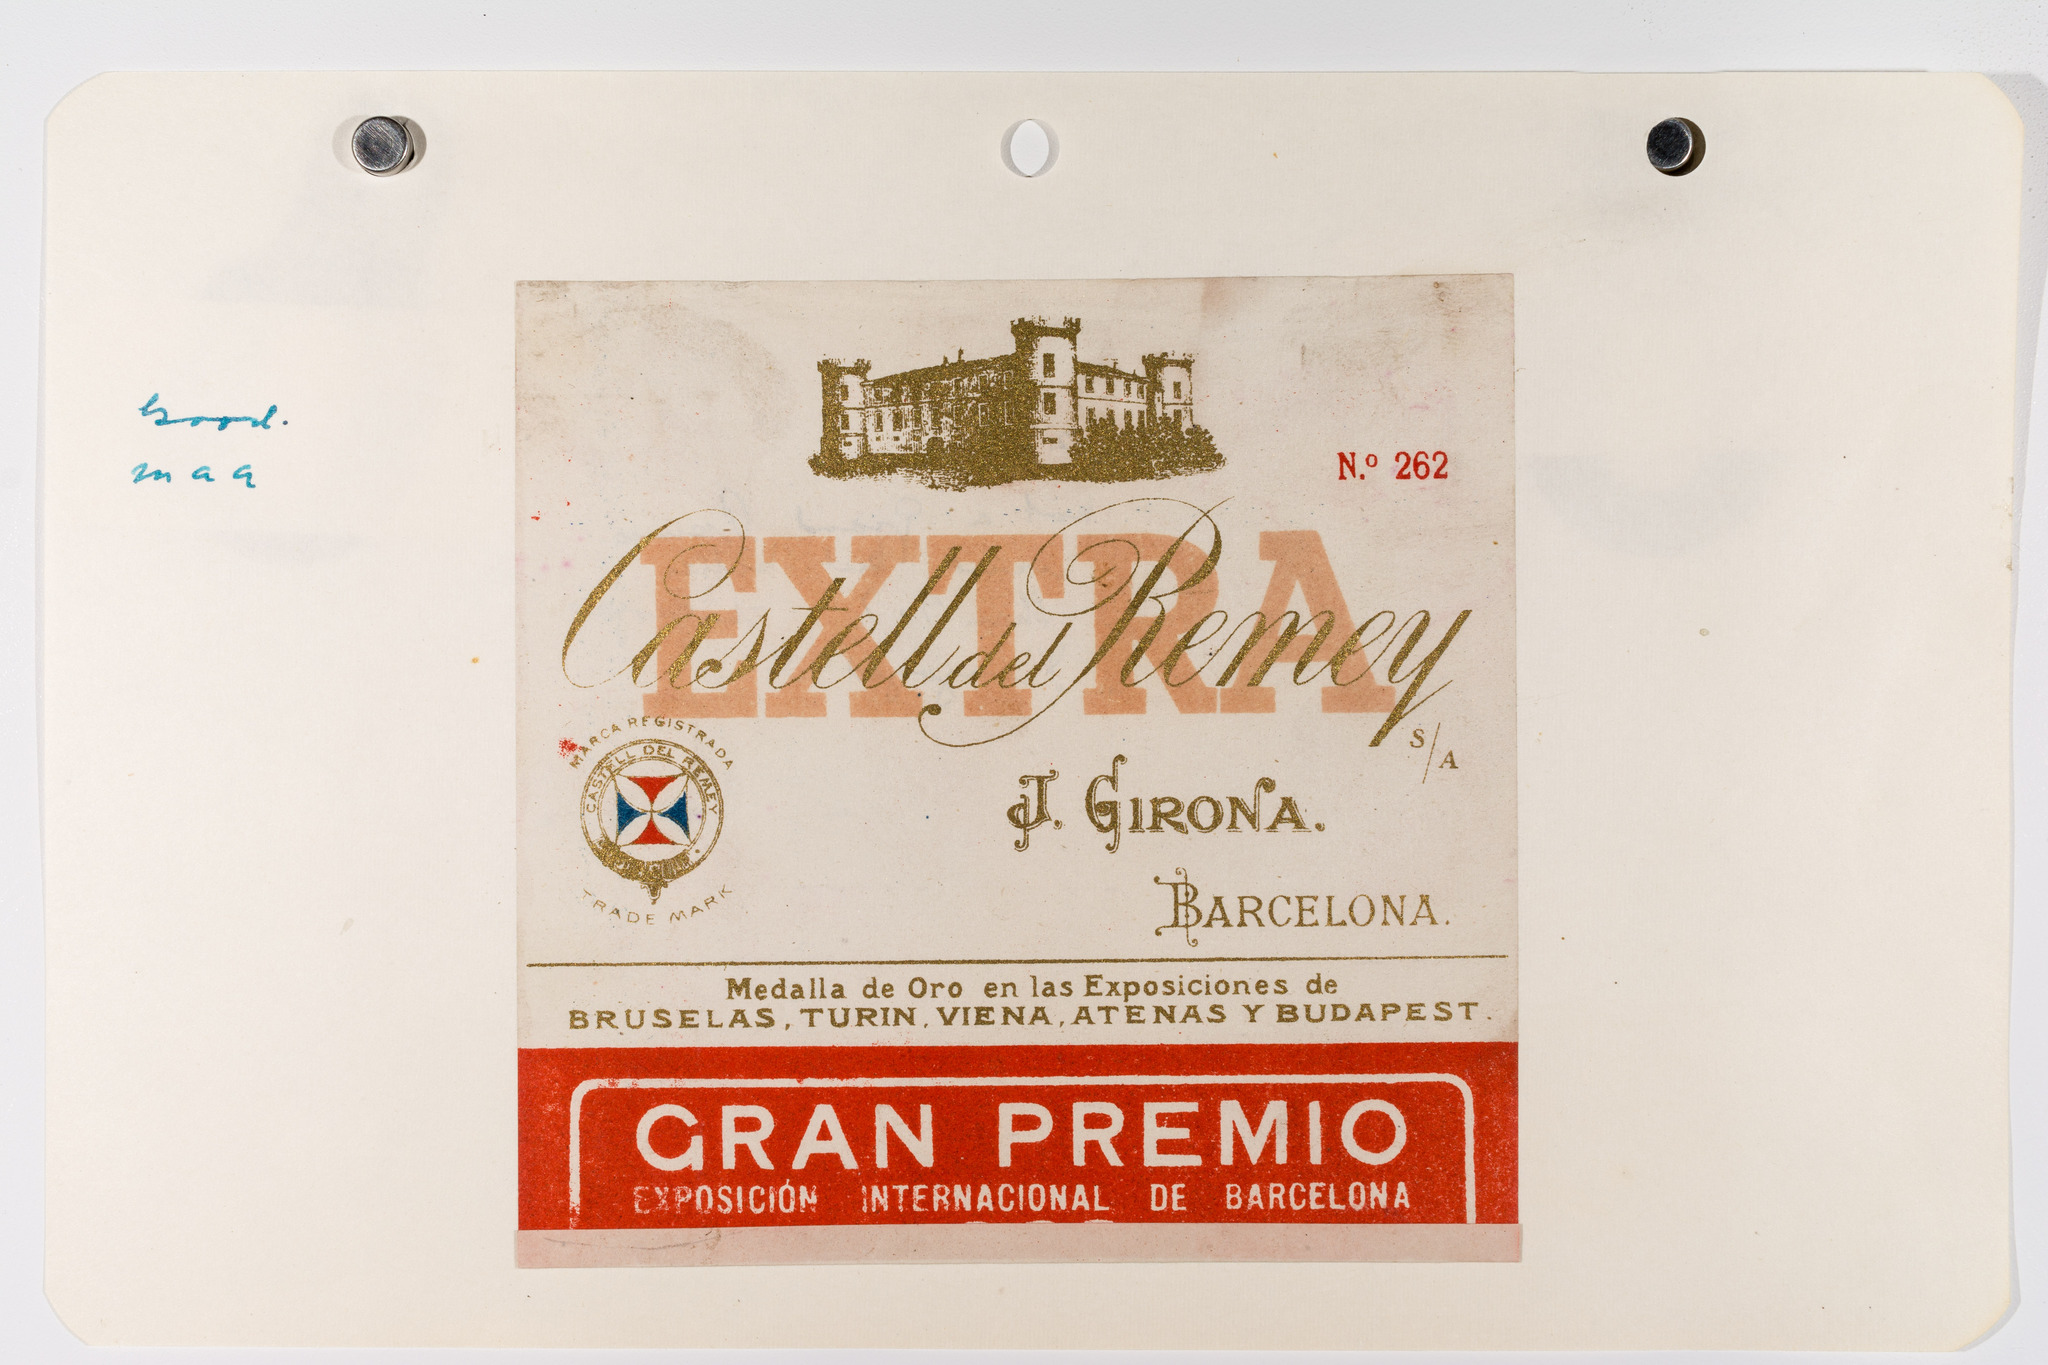 Good.
maa
N.º 262
EXTRA
Castell del Remey
S/A
MARCA REGISTRADA
CASTELL DEL REMEY
TRADE MARK
J. GIRONA.
BARCELONA.
Medalla de Oro en las Exposiciones de
BRUSELAS, TURIN, VIENA, ATENAS Y BUDAPEST.
GRAN PREMIO
EXPOSICIÓN INTERNACIONAL DE BARCELONA